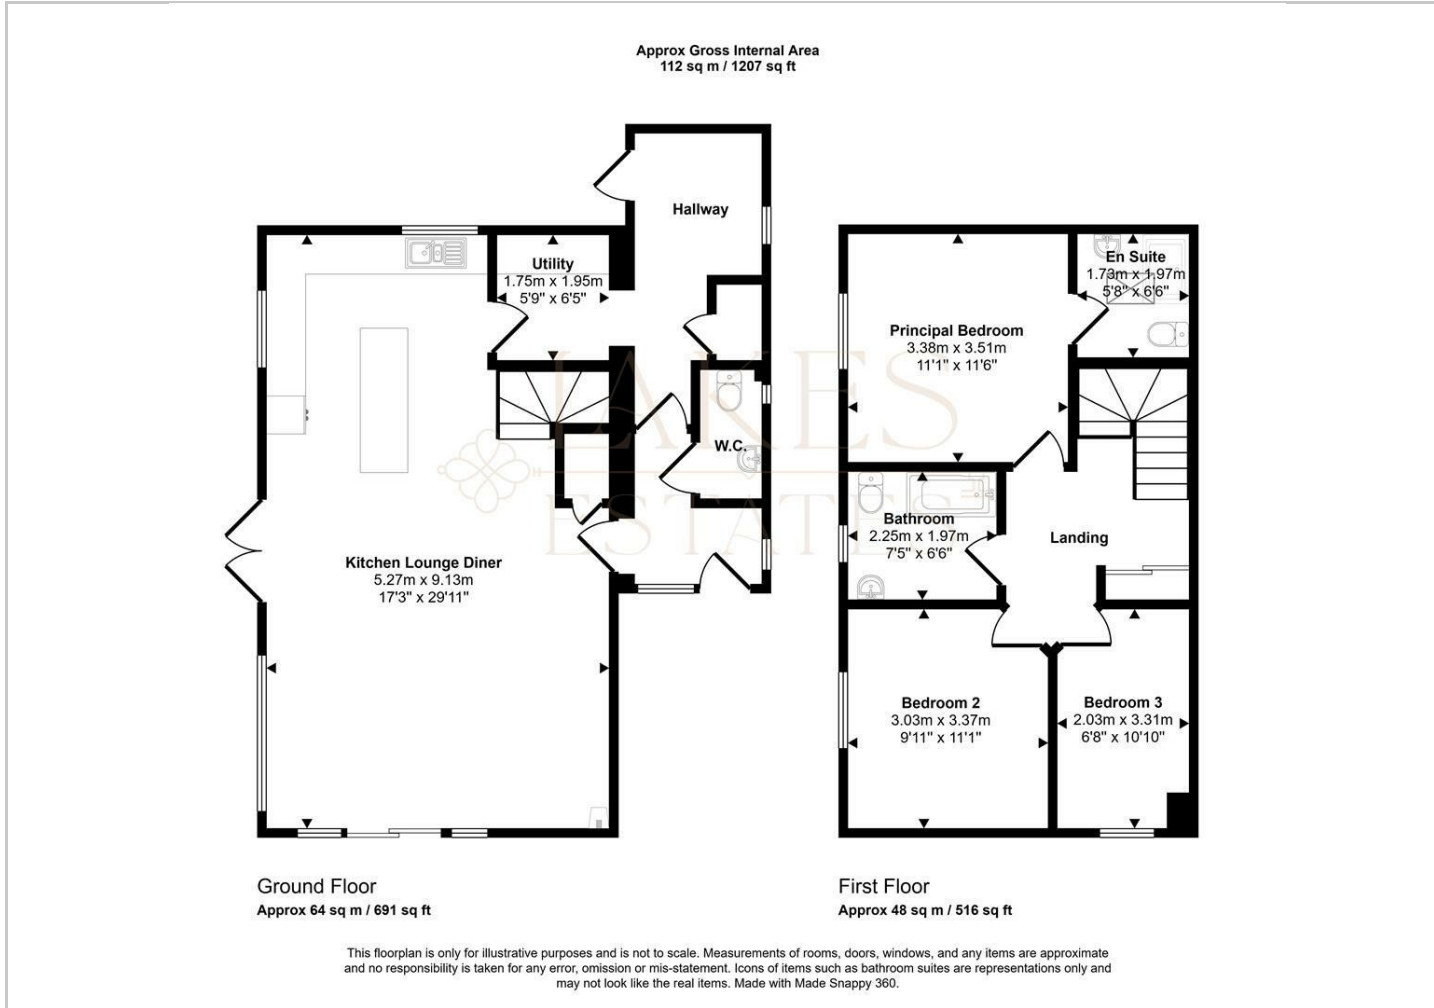 Approx Gross Internal Area
112 sq m / 1207 sq ft
Hallway
Utility
1.75m x 1.95m
5'9" x 6'5"
W.C.
Kitchen Lounge Diner
5.27m x 9.13m
17'3" x 29'11"
En Suite
1.73m x 1.97m
5'8" x 6'6"
Principal Bedroom
3.38m x 3.51m
11'1" x 11'6"
Bathroom
2.25m x 1.97m
7'5" x 6'6"
Landing
Bedroom 2
3.03m x 3.37m
9'11" x 11'1"
Bedroom 3
2.03m x 3.31m
6'8" x 10'10"
LAKES
ESTATES
Ground Floor
Approx 64 sq m / 691 sq ft
First Floor
Approx 48 sq m / 516 sq ft
This floorplan is only for illustrative purposes and is not to scale. Measurements of rooms, doors, windows, and any items are approximate
and no responsibility is taken for any error, omission or mis-statement. Icons of items such as bathroom suites are representations only and
may not look like the real items. Made with Made Snappy 360.